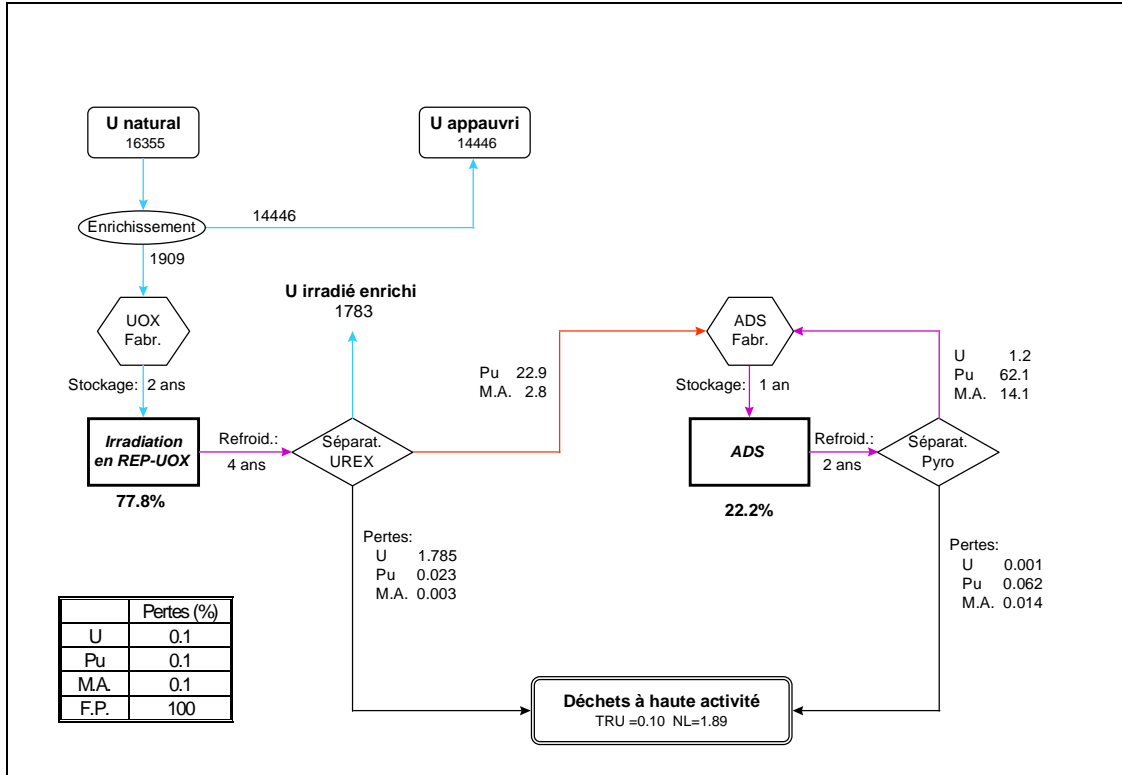 U natural
16355
U appauvri
14446
Enrichissement
14446
1909
U irradié enrichi
1783
UOX
Fabr.
ADS
Fabr.
Stockage: 2 ans
Pu 22.9
M.A. 2.8
Stockage: 1 an
U 1.2
Pu 62.1
M.A. 14.1
Irradiation
en REP-UOX
77.8%
Refroid.:
4 ans
Séparat.
UREX
ADS
22.2%
Refroid.:
2 ans
Séparat.
Pyro
Pertes:
U 1.785
Pu 0.023
M.A. 0.003
Pertes:
U 0.001
Pu 0.062
M.A. 0.014
Pertes (%)
U 0.1
Pu 0.1
M.A. 0.1
F.P. 100
Déchets à haute activité
TRU =0.10 NL=1.89